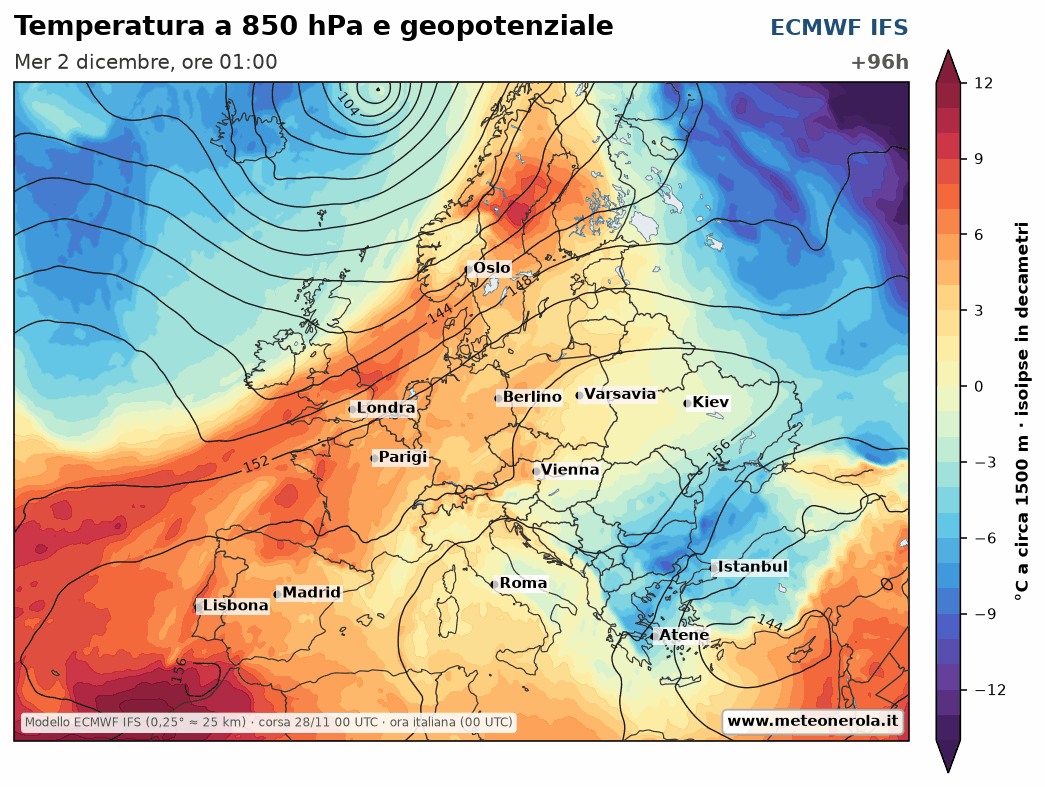 Temperatura a 850 hPa e geopotenziale
ECMWF IFS
Mer 2 dicembre, ore 01:00
+96h
104
12
9
6
3
0
−3
−6
−9
−12
°C a circa 1500 m · isoipse in decametri
Oslo
148
144
Berlino
Varsavia
Kiev
Londra
156
Parigi
152
Vienna
Istanbul
Roma
Madrid
Lisbona
144
Atene
156
Modello ECMWF IFS (0,25° ≈ 25 km) · corsa 28/11 00 UTC · ora italiana (00 UTC)
www.meteonerola.it